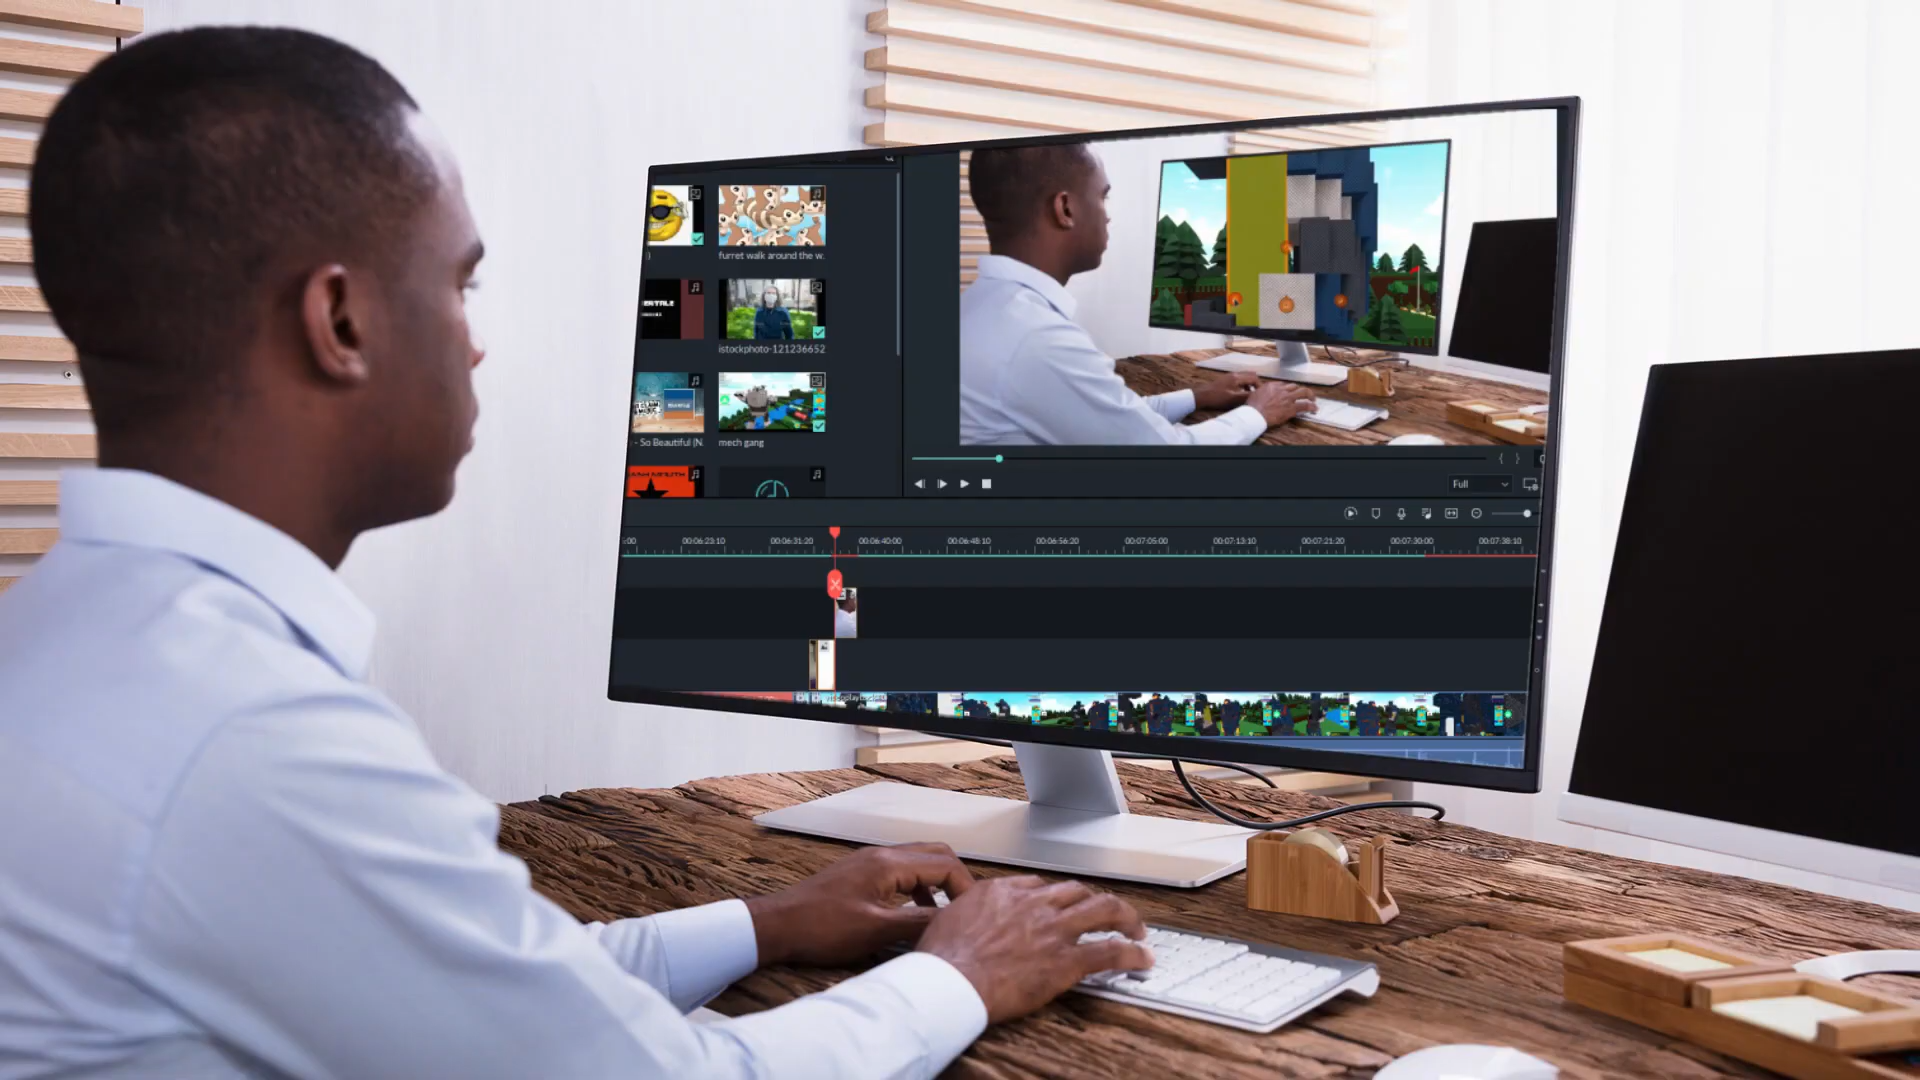 furret walk around the w.
istockphoto-121236652
- So Beautiful (N
mech gang
Full
:00 00:06:23:10 00:06:31:20 00:06:40:00 00:06:48:10 00:06:56:20 00:07:05:00 00:07:13:10 00:07:21:20 00:07:30:00 00:07:38:10